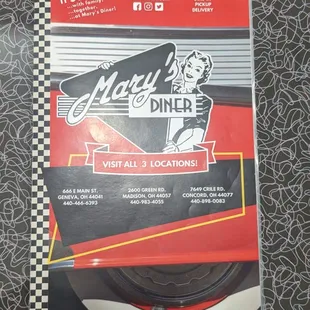 ...with family!
...together,
...at Mary's Diner!
PICKUP
DELIVERY
Mary's
DINER
VISIT ALL 3 LOCATIONS!
666 E MAIN ST.
GENEVA, OH 44041
440-466-6393
2600 GREEN RD.
MADISON, OH 44057
440-983-4055
7649 CRILE RD.
CONCORD, OH 44077
440-898-0083